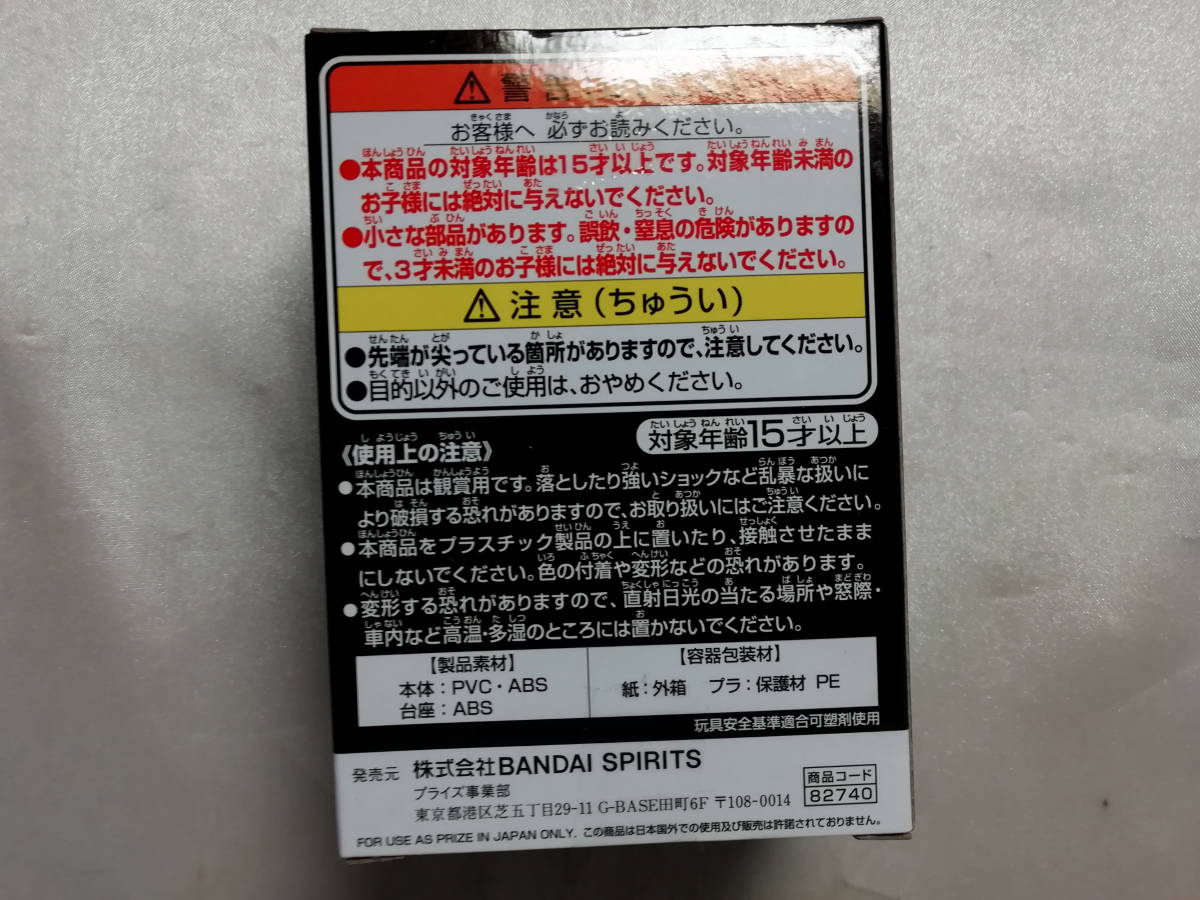 警
お客様へ 必ずお読みください。
●本商品の対象年齢は15才以上です。対象年齢未満の
お子様には絶対に与えないでください。
●小さな部品があります。誤飲・窒息の危険がありますの
で、3才未満のお子様には絶対に与えないでください。
注意(ちゅうい)
●先端が尖っている箇所がありますので、注意してください。
●目的以外のご使用は、おやめください。
対象年齢15才以上
《使用上の注意》
●本商品は観賞用です。落としたり強いショックなど乱暴な扱いに
より破損する恐れがありますので、お取り扱いにはご注意ください。
●本商品をプラスチック製品の上に置いたり、接触させたまま
にしないでください。色の付着や変形などの恐れがあります。
●変形する恐れがありますので、直射日光の当たる場所や窓際・
車内など高温・多湿のところには置かないでください。
【製品素材】
本体:PVC・ABS
台座:ABS
【容器包装材】
紙:外箱 プラ:保護材 PE
玩具安全基準適合可塑剤使用
発売元 株式会社BANDAI SPIRITS
プライズ事業部
東京都港区芝五丁目29-11 G-BASE田町6F 〒108-0014
商品コード
82740
FOR USE AS PRIZE IN JAPAN ONLY. この商品は日本国外での使用及び販売は許諾されておりません。